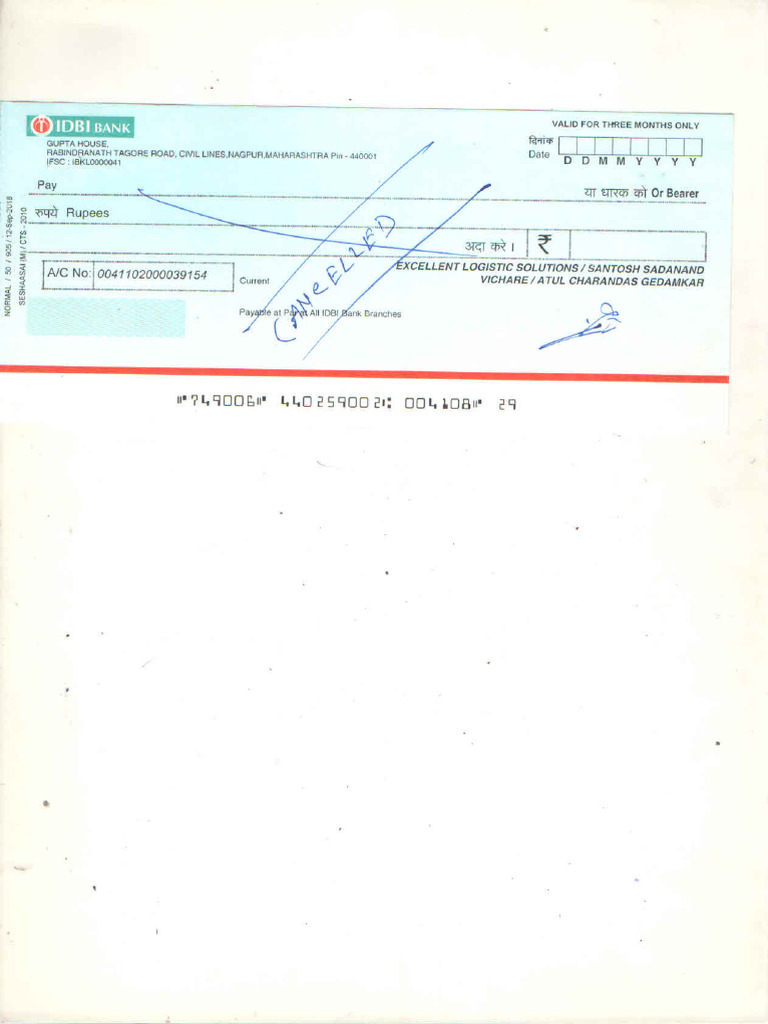 IDBI BANK
GUPTA HOUSE,
RABINDRANATH TAGORE ROAD, CIVIL LINES,NAGPUR,MAHARASHTRA Pin - 440001
IFSC : IBKL0000041
VALID FOR THREE MONTHS ONLY
दिनांक
Date
D D M M Y Y Y Y
Pay
या धारक को Or Bearer
रुपये Rupees
अदा करे । ₹
A/C No: 0041102000039154
Current
CANCELLED
EXCELLENT LOGISTIC SOLUTIONS / SANTOSH SADANAND
VICHARE / ATUL CHARANDAS GEDAMKAR
Payable at Par at All IDBI Bank Branches
NORMAL / 50 / 905 / 12-Sep-2018
SESHAASAI (M) / CTS - 2010
⑈749006⑈ 440259002⑆ 004108⑈ 29